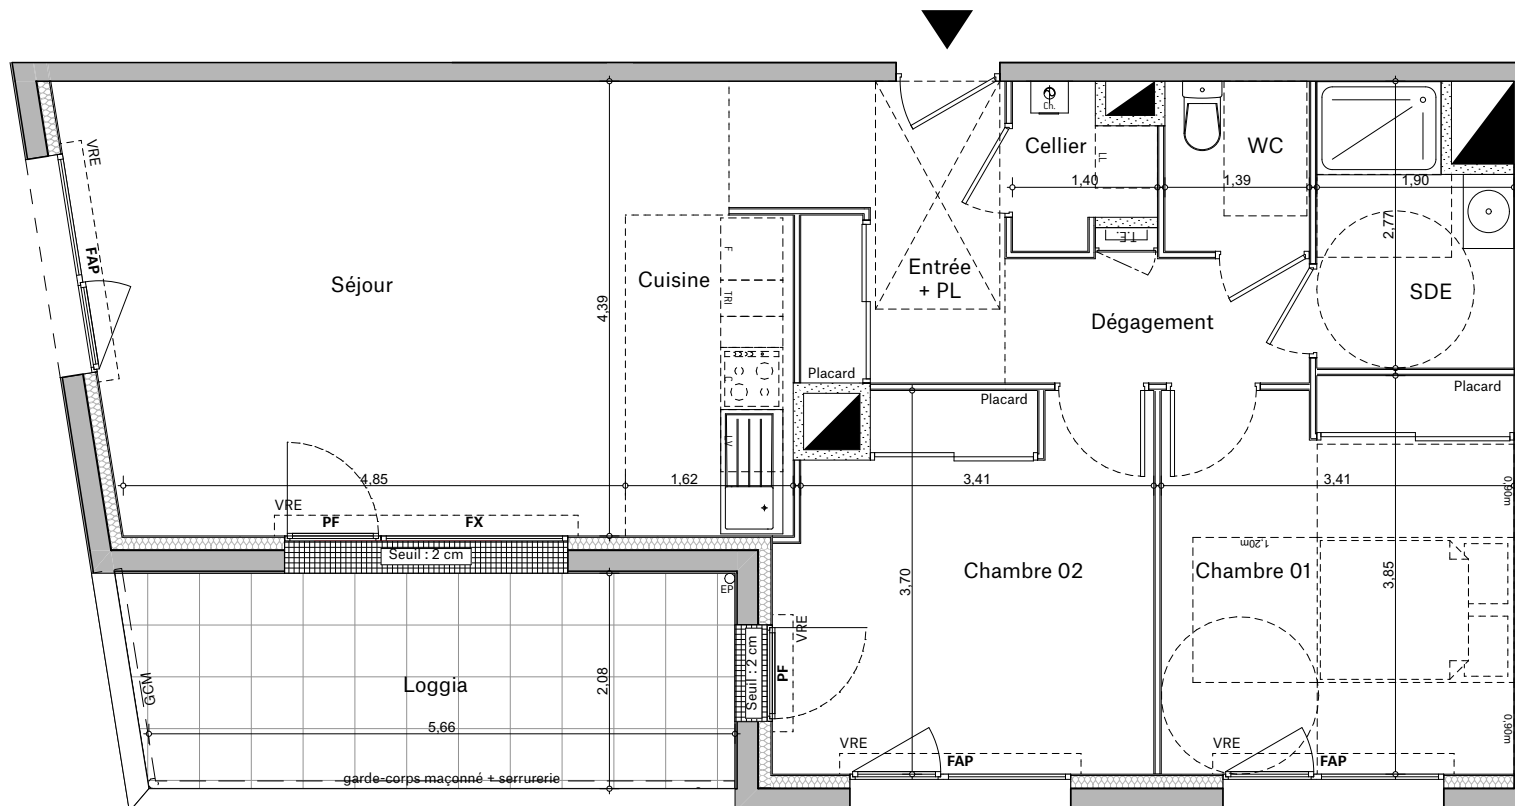 Ch.
Cellier
LL
1,40
WC
1,39
1,90
2,77
VRE
FAP
Séjour
4,39
Cuisine
F
TRI
Entrée
+ PL
T.E.
Dégagement
SDE
Placard
Placard
Placard
LV
4,85
1,62
3,41
3,41
0,90m
VRE
PF
FX
Seuil : 2 cm
EP
Chambre 02
3,70
1,20m
Chambre 01
3,85
VRE
Seuil : 2 cm
PF
GCM
Loggia
2,08
5,66
0,90m
VRE
FAP
VRE
FAP
garde-corps maçonné + serrurerie